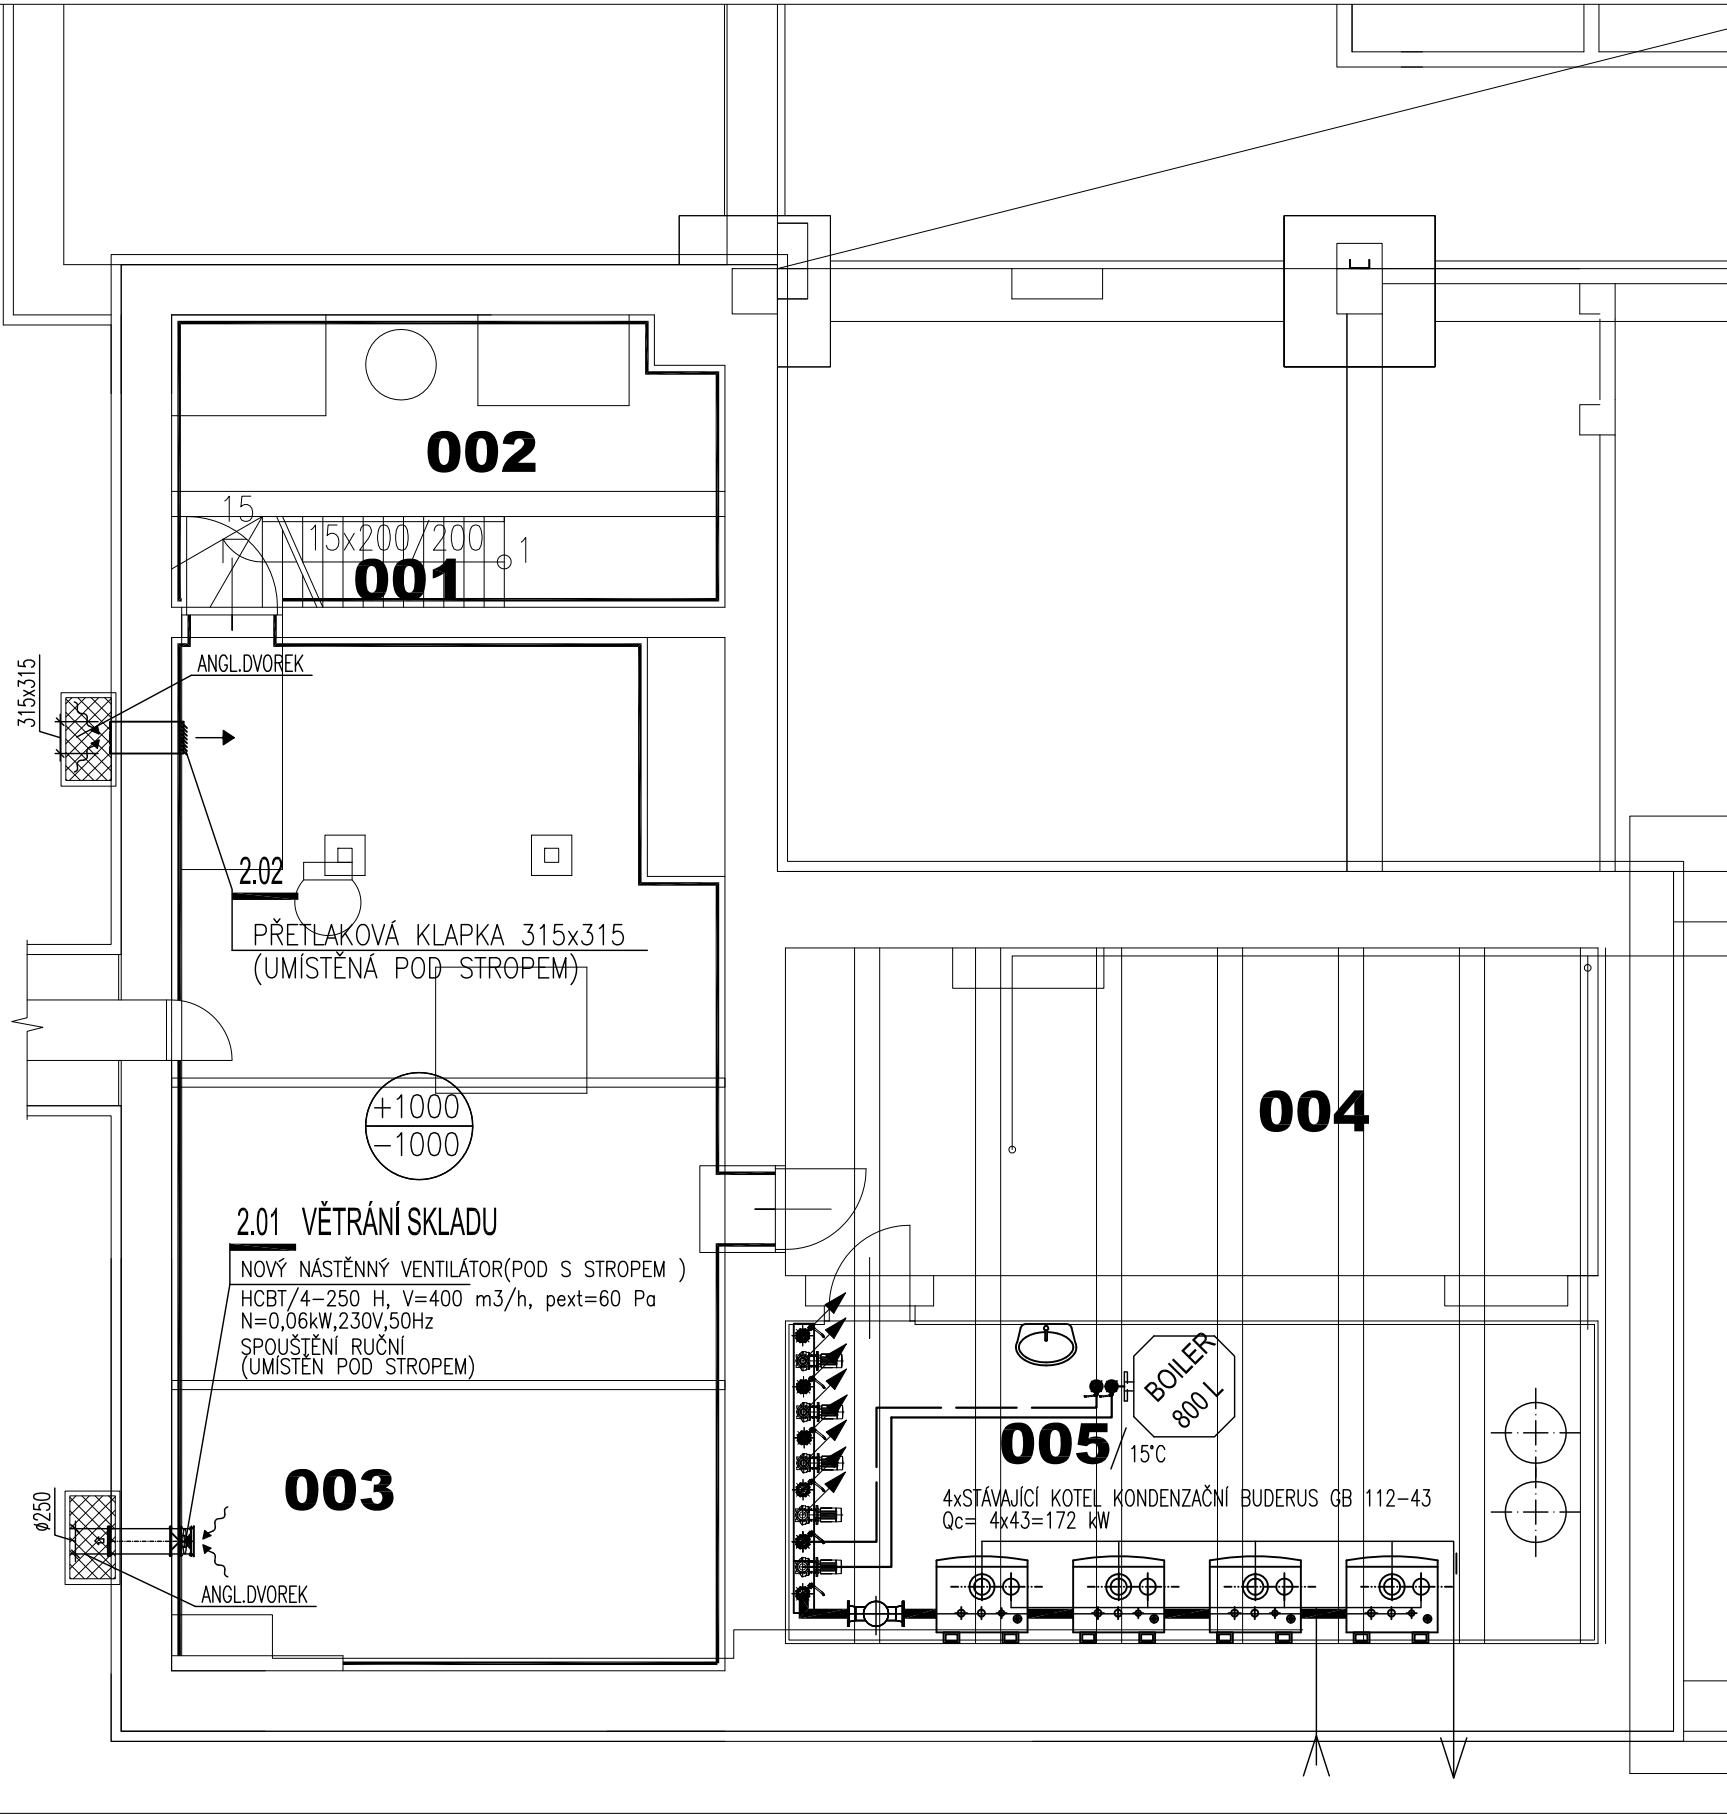 002
15
15x200/200
1
001
ANGL.DVOREK
315x315
2.02
PŘETLAKOVÁ KLAPKA 315x315
(UMÍSTĚNÁ POD STROPEM)
+1000
-1000
004
2.01 VĚTRÁNÍ SKLADU
NOVÝ NÁSTĚNNÝ VENTILÁTOR(POD S STROPEM )
HCBT/4-250 H, V=400 m3/h, pext=60 Pa
N=0,06kW,230V,50Hz
SPOUŠTĚNÍ RUČNÍ
(UMÍSTĚN POD STROPEM)
BOILER
800 L
005
15°C
003
4xSTÁVAJÍCÍ KOTEL KONDENZAČNÍ BUDERUS GB 112-43
Qc= 4x43=172 kW
ø250
ANGL.DVOREK